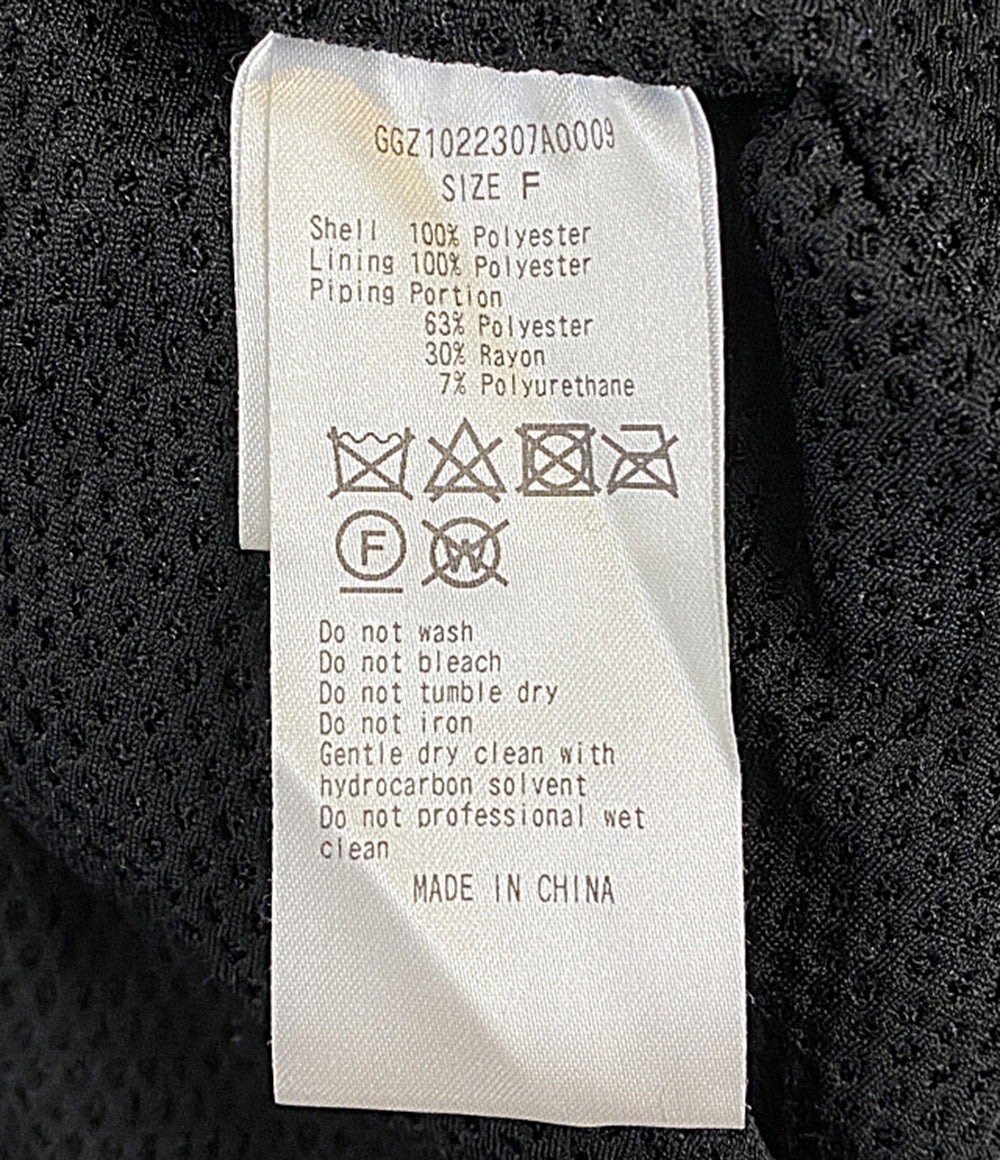 GGZ1022307A0009
SIZE F
Shell 100% Polyester
Lining 100% Polyester
Piping Portion
63% Polyester
30% Rayon
7% Polyurethane
F W
Do not wash
Do not bleach
Do not tumble dry
Do not iron
Gentle dry clean with
hydrocarbon solvent
Do not professional wet
clean
MADE IN CHINA